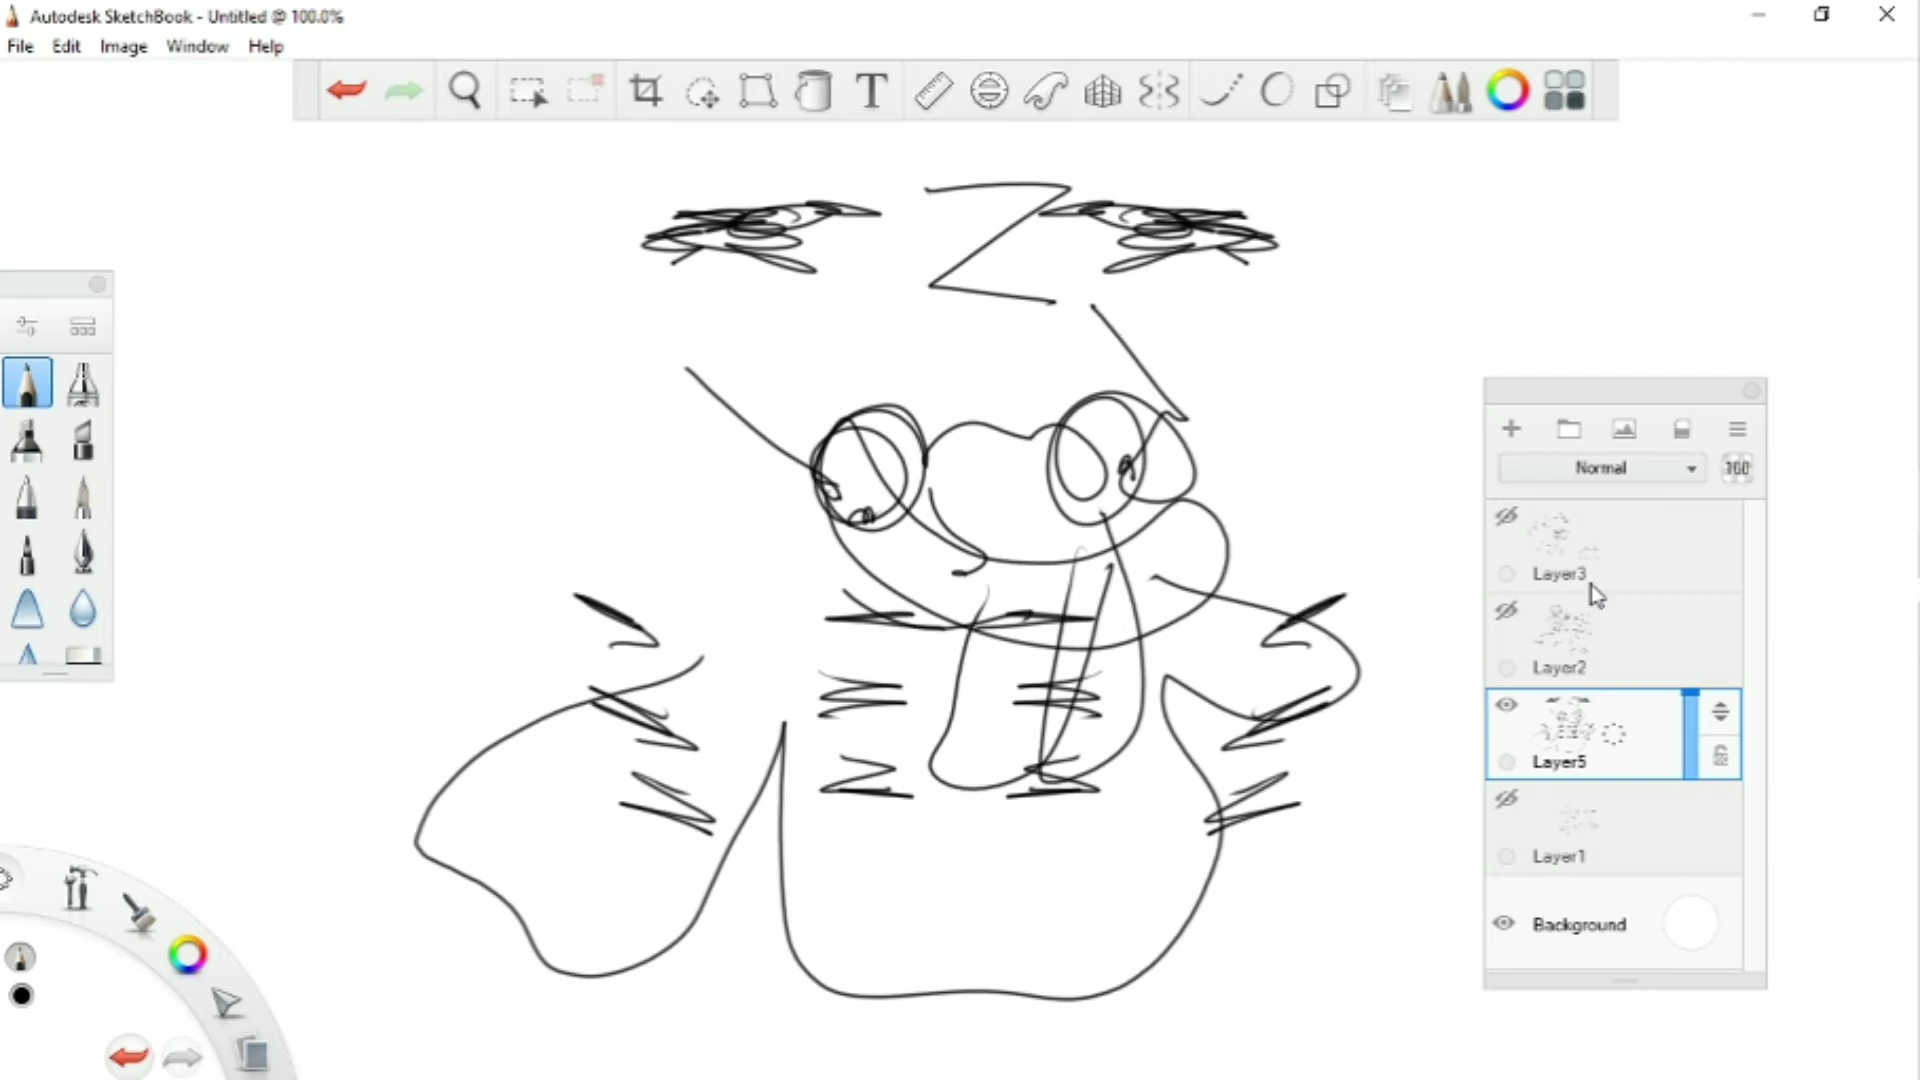 Autodesk SketchBook - Untitled @ 100.0%
File Edit Image Window Help
T
Normal
100
Layer3
Layer2
Layer5
Layer1
Background